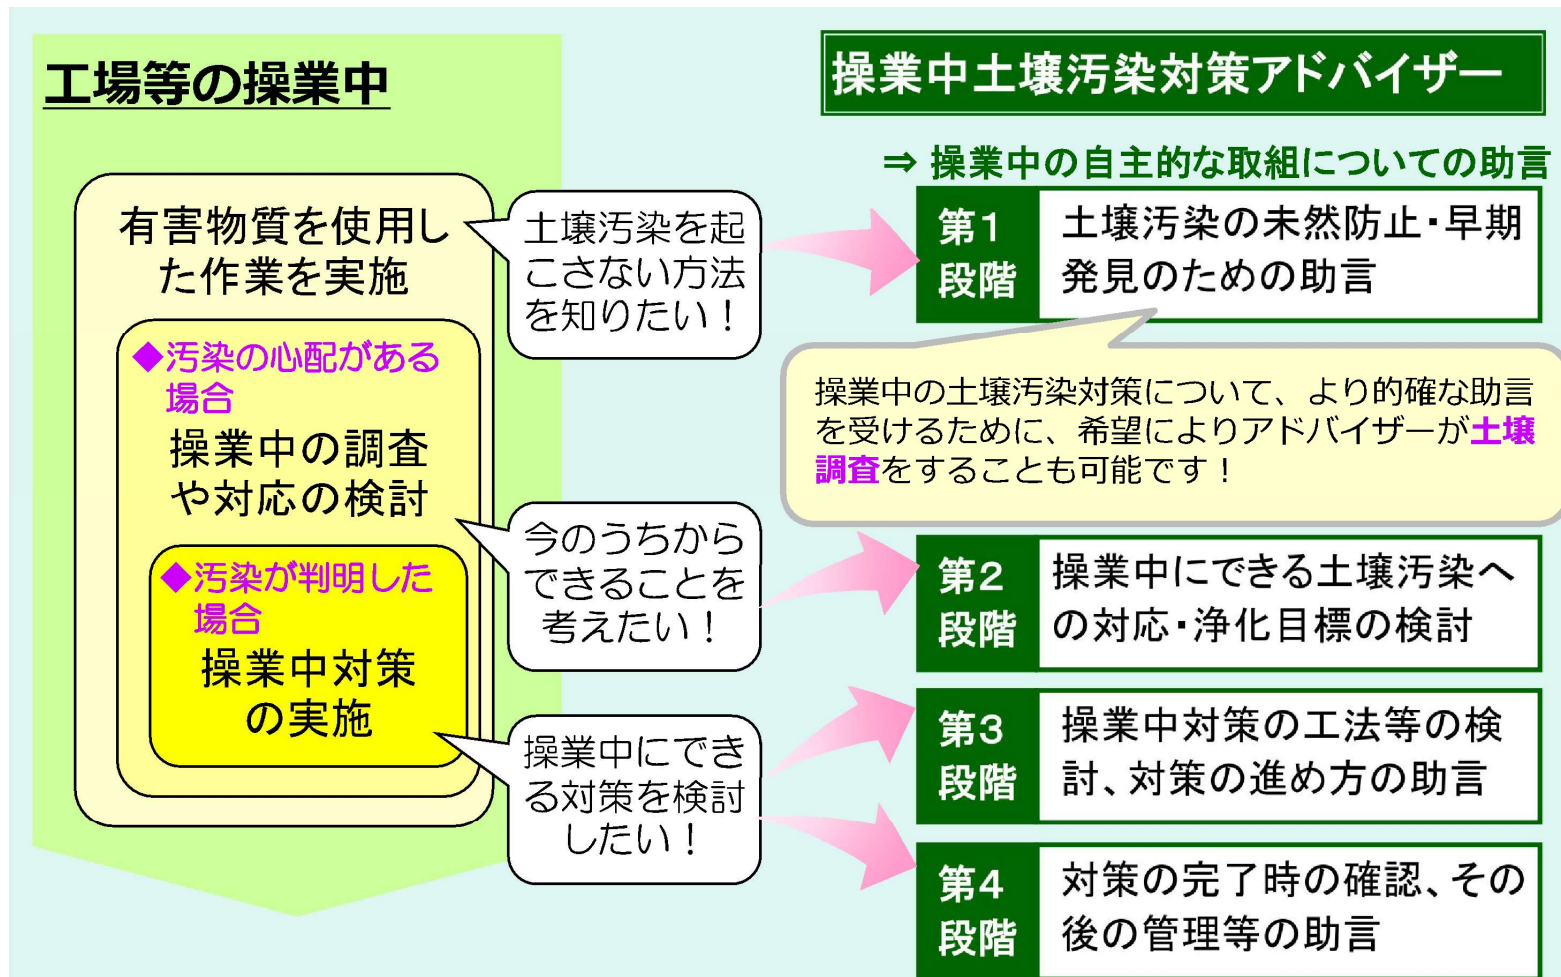 工場等の操業中
有害物質を使用し
た作業を実施
◆汚染の心配がある
場合
操業中の調査
や対応の検討
◆汚染が判明した
場合
操業中対策
の実施
土壌汚染を起
こさない方法
を知りたい！
今のうちから
できることを
考えたい！
操業中にでき
る対策を検討
したい！
操業中土壌汚染対策アドバイザー
⇒ 操業中の自主的な取組についての助言
第1
段階
土壌汚染の未然防止・早期
発見のための助言
操業中の土壌汚染対策について、より的確な助言
を受けるために、希望によりアドバイザーが土壌
調査をすることも可能です！
第2
段階
操業中にできる土壌汚染へ
の対応・浄化目標の検討
第3
段階
操業中対策の工法等の検
討、対策の進め方の助言
第4
段階
対策の完了時の確認、その
後の管理等の助言